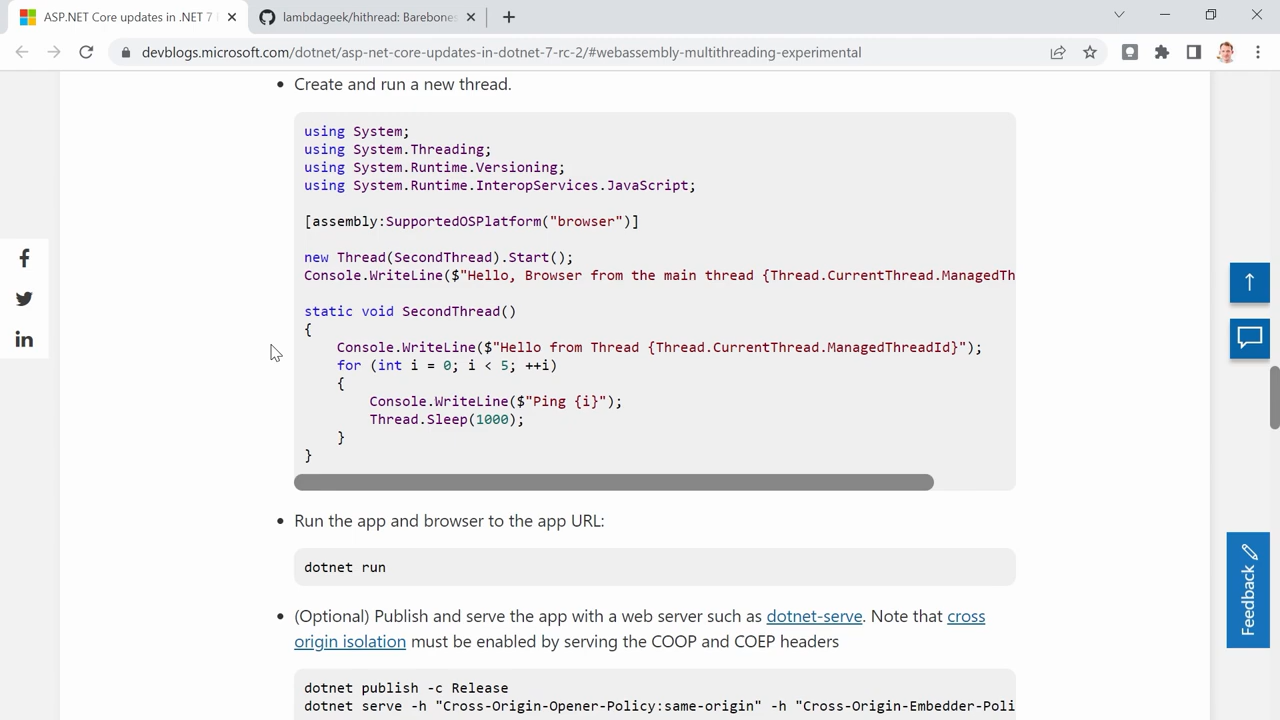 ASP.NET Core updates in .NET 7
lambdageek/hithread: Barebones
devblogs.microsoft.com/dotnet/asp-net-core-updates-in-dotnet-7-rc-2/#webassembly-multithreading-experimental
• Create and run a new thread.
using System;
using System.Threading;
using System.Runtime.Versioning;
using System.Runtime.InteropServices.JavaScript;
[assembly:SupportedOSPlatform("browser")]
new Thread(SecondThread).Start();
Console.WriteLine($"Hello, Browser from the main thread {Thread.CurrentThread.ManagedTh
static void SecondThread()
{
Console.WriteLine($"Hello from Thread {Thread.CurrentThread.ManagedThreadId}");
for (int i = 0; i < 5; ++i)
{
Console.WriteLine($"Ping {i}");
Thread.Sleep(1000);
}
}
• Run the app and browser to the app URL:
dotnet run
• (Optional) Publish and serve the app with a web server such as dotnet-serve. Note that cross
origin isolation must be enabled by serving the COOP and COEP headers
dotnet publish -c Release
dotnet serve -h "Cross-Origin-Opener-Policy:same-origin" -h "Cross-Origin-Embedder-Poli
Feedback